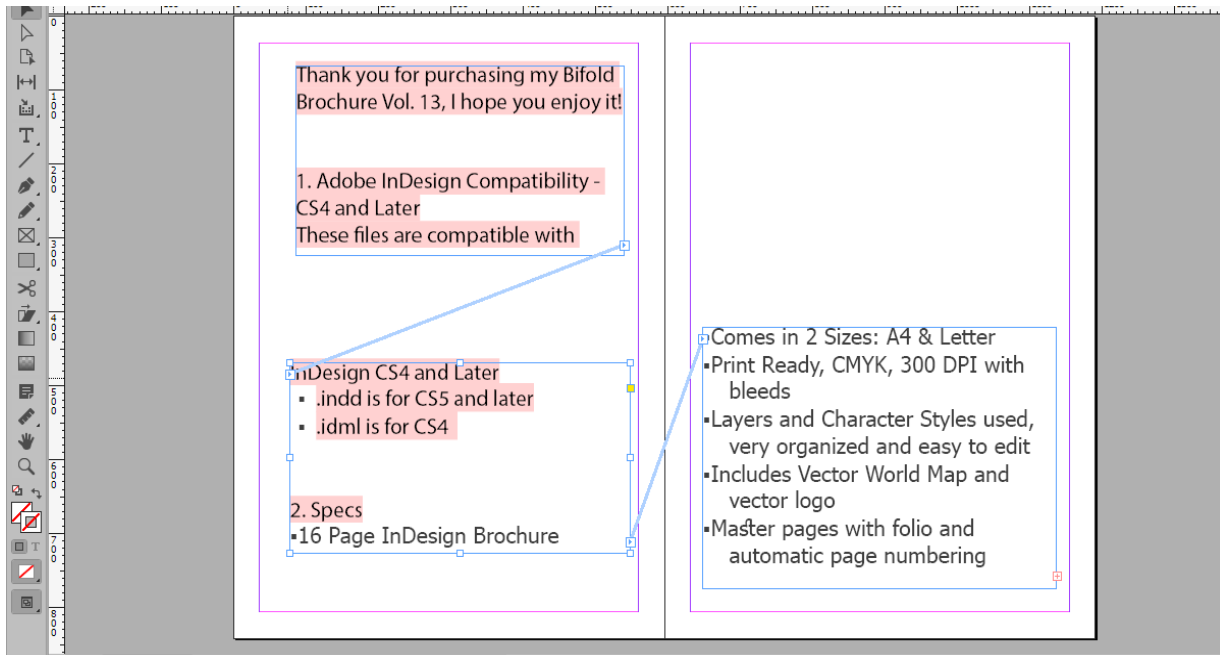 Thank you for purchasing my Bifold
Brochure Vol. 13, I hope you enjoy it!
1. Adobe InDesign Compatibility -
CS4 and Later
These files are compatible with
InDesign CS4 and Later
▪ .indd is for CS5 and later
▪ .idml is for CS4
2. Specs
▪16 Page InDesign Brochure
▪Comes in 2 Sizes: A4 & Letter
▪Print Ready, CMYK, 300 DPI with
bleeds
▪Layers and Character Styles used,
very organized and easy to edit
▪Includes Vector World Map and
vector logo
▪Master pages with folio and
automatic page numbering